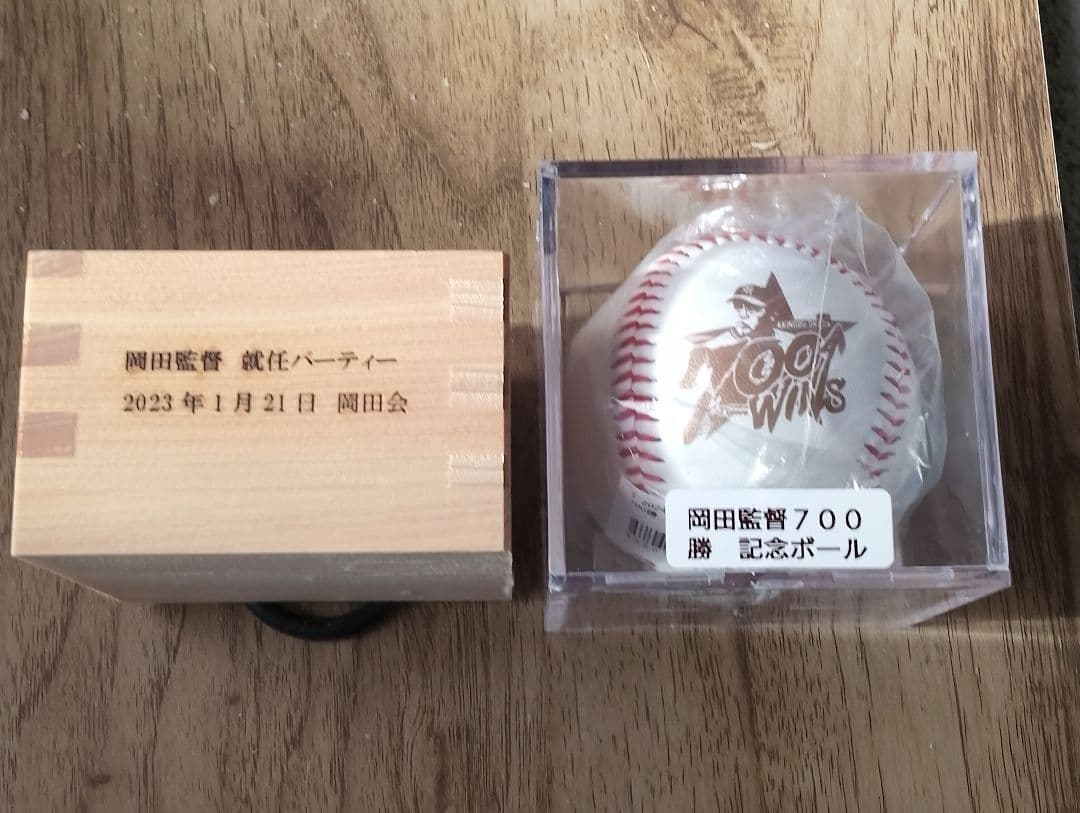 岡田監督 就任パーティー
2023年1月21日 岡田会
AKINOBU OKADA
700
WINS
岡田監督７００
勝 記念ボール